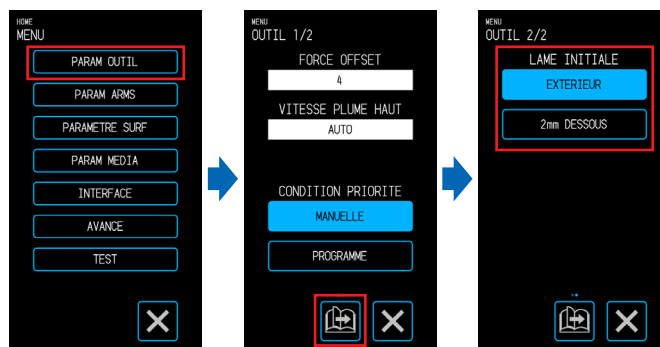 HOME
MENU
PARAM OUTIL
PARAM ARMS
PARAMETRE SURF
PARAM MEDIA
INTERFACE
AVANCE
TEST
MENU
OUTIL 1/2
FORCE OFFSET
4
VITESSE PLUME HAUT
AUTO
CONDITION PRIORITE
MANUELLE
PROGRAMME
MENU
OUTIL 2/2
LAME INITIALE
EXTERIEUR
2mm DESSOUS